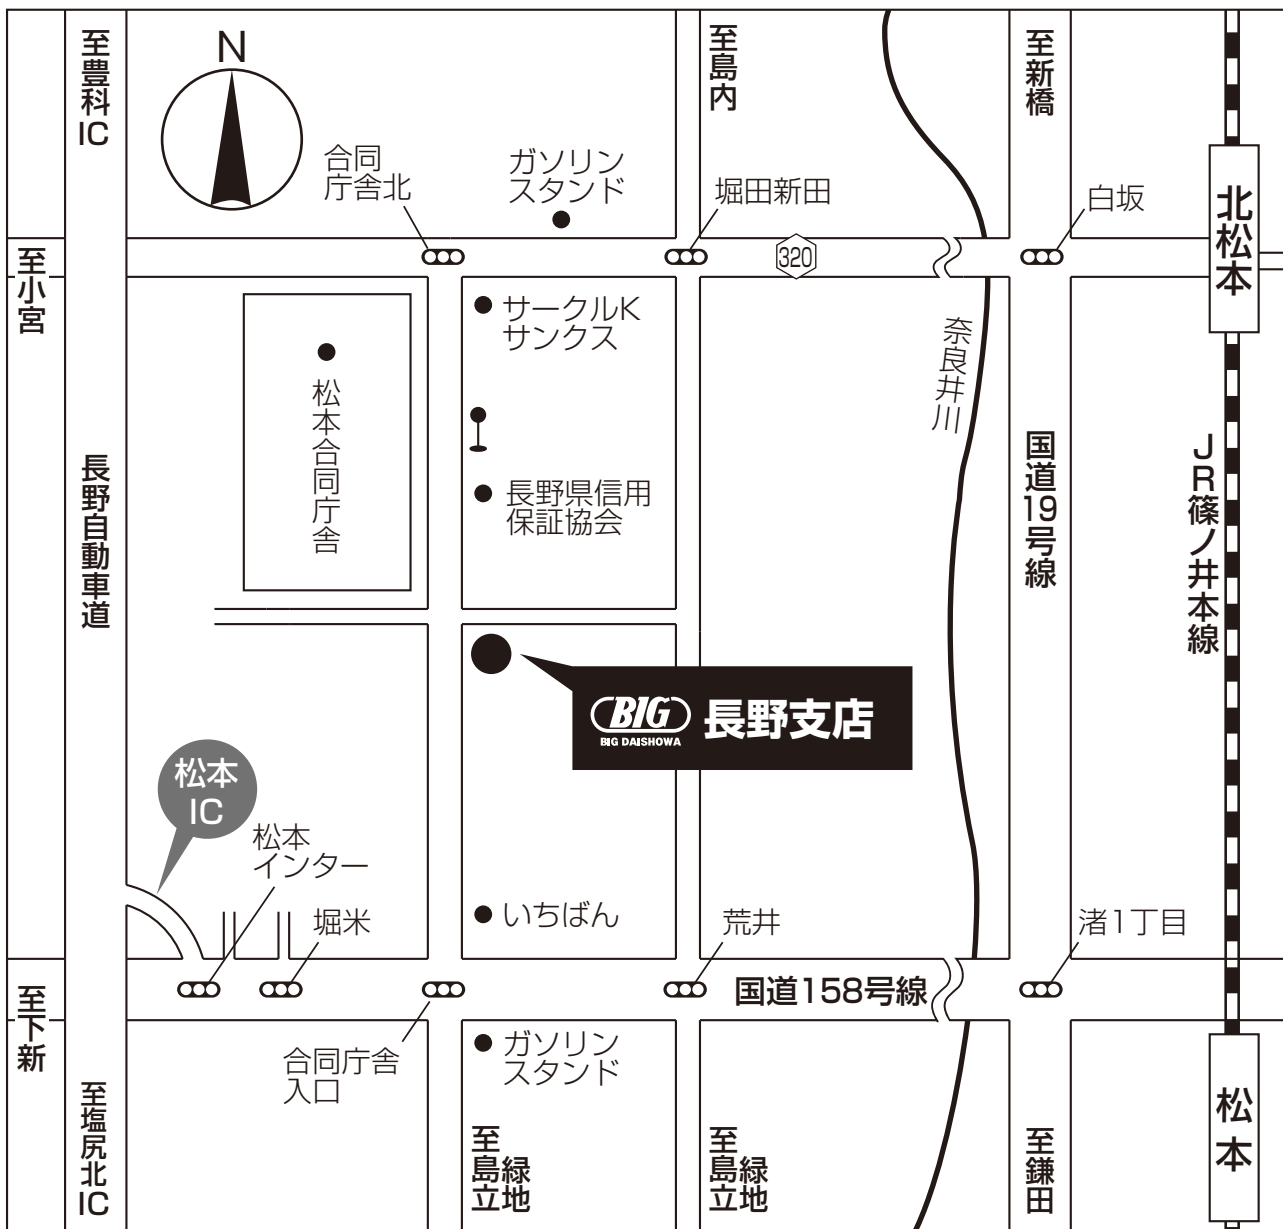 至豊科IC
N
至島内
至新橋
合同
庁舎北
ガソリン
スタンド
堀田新田
白坂
北松本
320
至小宮
サークルK
サンクス
奈良井川
松本合同庁舎
長野県信用
保証協会
長野自動車道
国道19号線
JR篠ノ井本線
BIG
BIG DAISHOWA
長野支店
松本
IC
松本
インター
堀米
いちばん
荒井
渚1丁目
国道158号線
至下新
合同庁舎
入口
ガソリン
スタンド
至塩尻北IC
至島立
緑地
至島立
緑地
至鎌田
松本